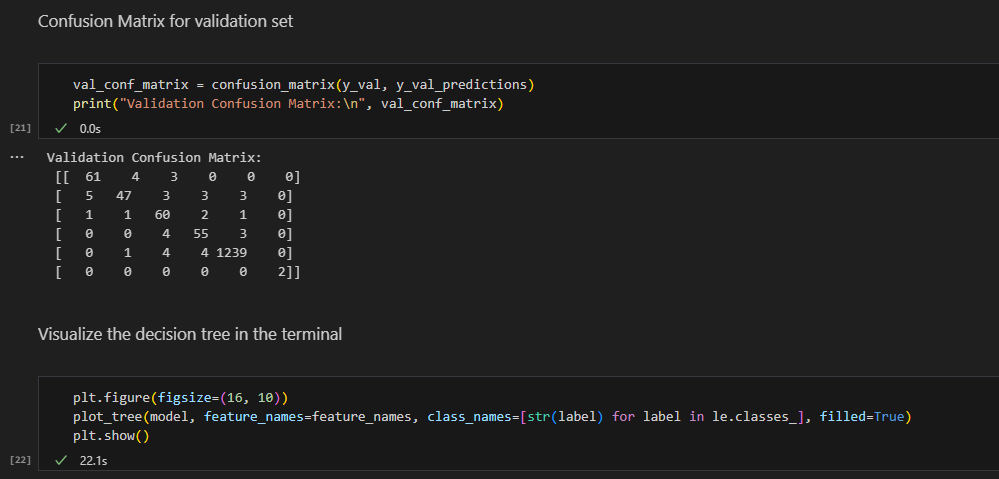 Confusion Matrix for validation set
val_conf_matrix = confusion_matrix(y_val, y_val_predictions)
print("Validation Confusion Matrix:\n", val_conf_matrix)
[21] ✓ 0.0s
... Validation Confusion Matrix:
[[  61    4    3    0    0    0]
[   5   47    3    3    3    0]
[   1    1   60    2    1    0]
[   0    0    4   55    3    0]
[   0    1    4    4 1239    0]
[   0    0    0    0    0    2]]
Visualize the decision tree in the terminal
plt.figure(figsize=(16, 10))
plot_tree(model, feature_names=feature_names, class_names=[str(label) for label in le.classes_], filled=True)
plt.show()
[22] ✓ 22.1s